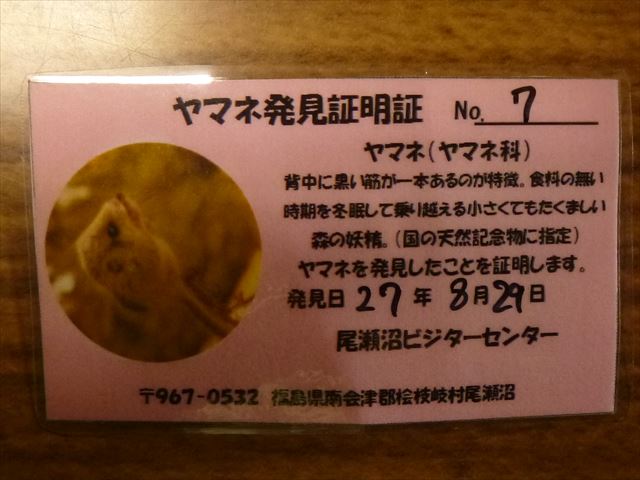 ヤマネ発見証明証 No. 7
ヤマネ(ヤマネ科)
背中に黒い筋が一本あるのが特徴。食料の無い
時期を冬眠して乗り越える小さくてもたくましい
森の妖精。(国の天然記念物に指定)
ヤマネを発見したことを証明します。
発見日 27 年 8月29日
尾瀬沼ビジターセンター
〒967-0532 福島県南会津郡桧枝岐村尾瀬沼